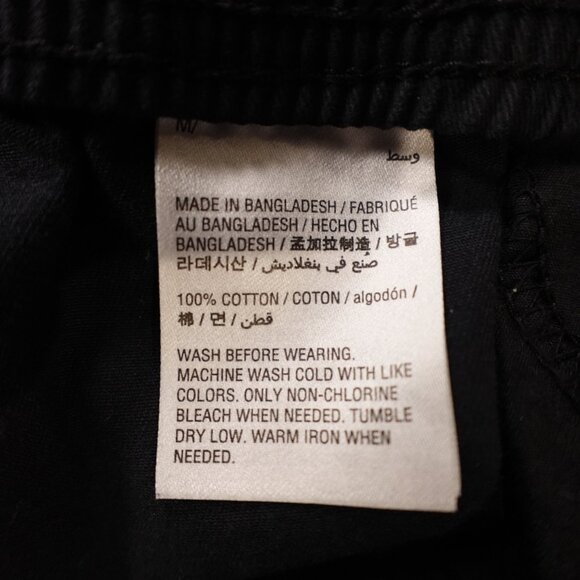 M/
وسط
MADE IN BANGLADESH / FABRIQUÉ
AU BANGLADESH / HECHO EN
BANGLADESH / 孟加拉制造 / 방글
라데시산 / صُنع في بنغلاديش
100% COTTON / COTON / algodón /
棉 / 면 / قطن
WASH BEFORE WEARING.
MACHINE WASH COLD WITH LIKE
COLORS. ONLY NON-CHLORINE
BLEACH WHEN NEEDED. TUMBLE
DRY LOW. WARM IRON WHEN
NEEDED.